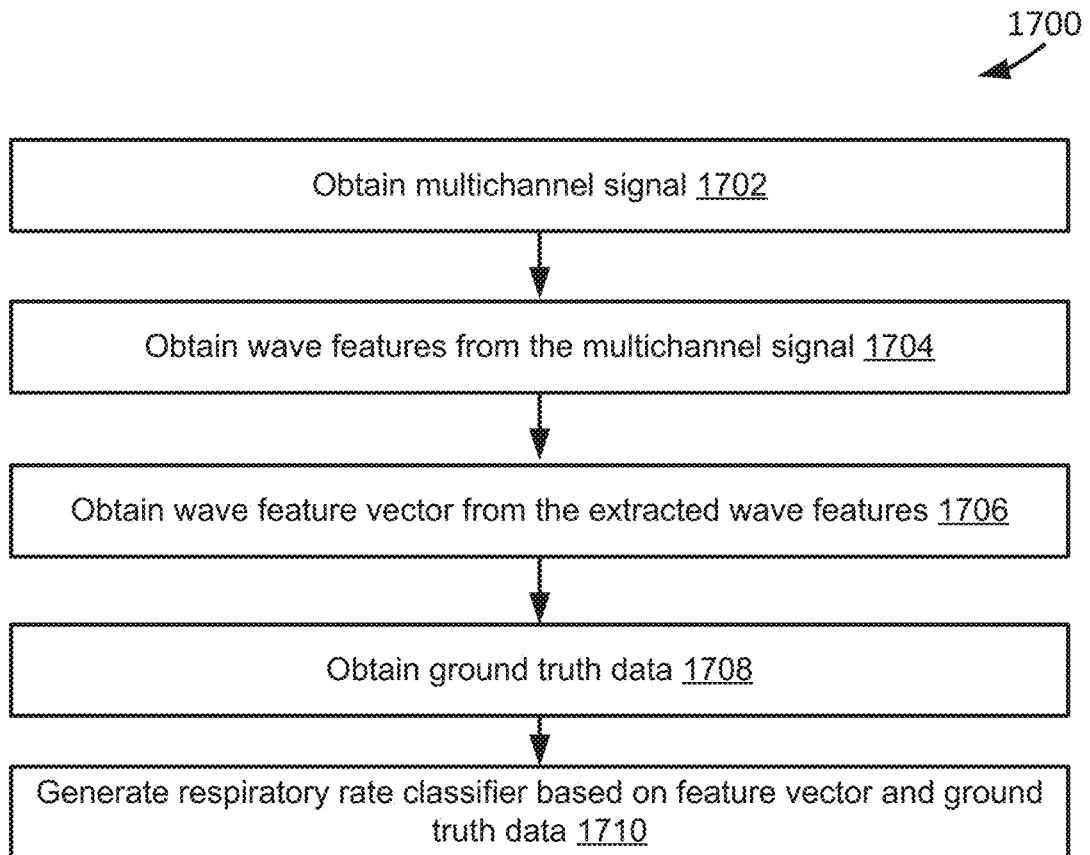 1700
Obtain multichannel signal 1702
Obtain wave features from the multichannel signal 1704
Obtain wave feature vector from the extracted wave features 1706
Obtain ground truth data 1708
Generate respiratory rate classifier based on feature vector and ground
truth data 1710